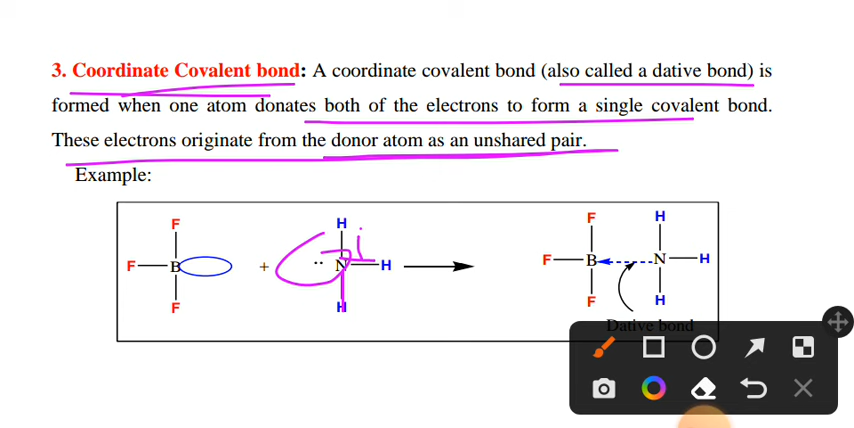 3. Coordinate Covalent bond: A coordinate covalent bond (also called a dative bond) is
formed when one atom donates both of the electrons to form a single covalent bond.
These electrons originate from the donor atom as an unshared pair.
Example:
F
F B
F
+
H
.. N H
H
F
F B N H
F
H
H
Dative bond